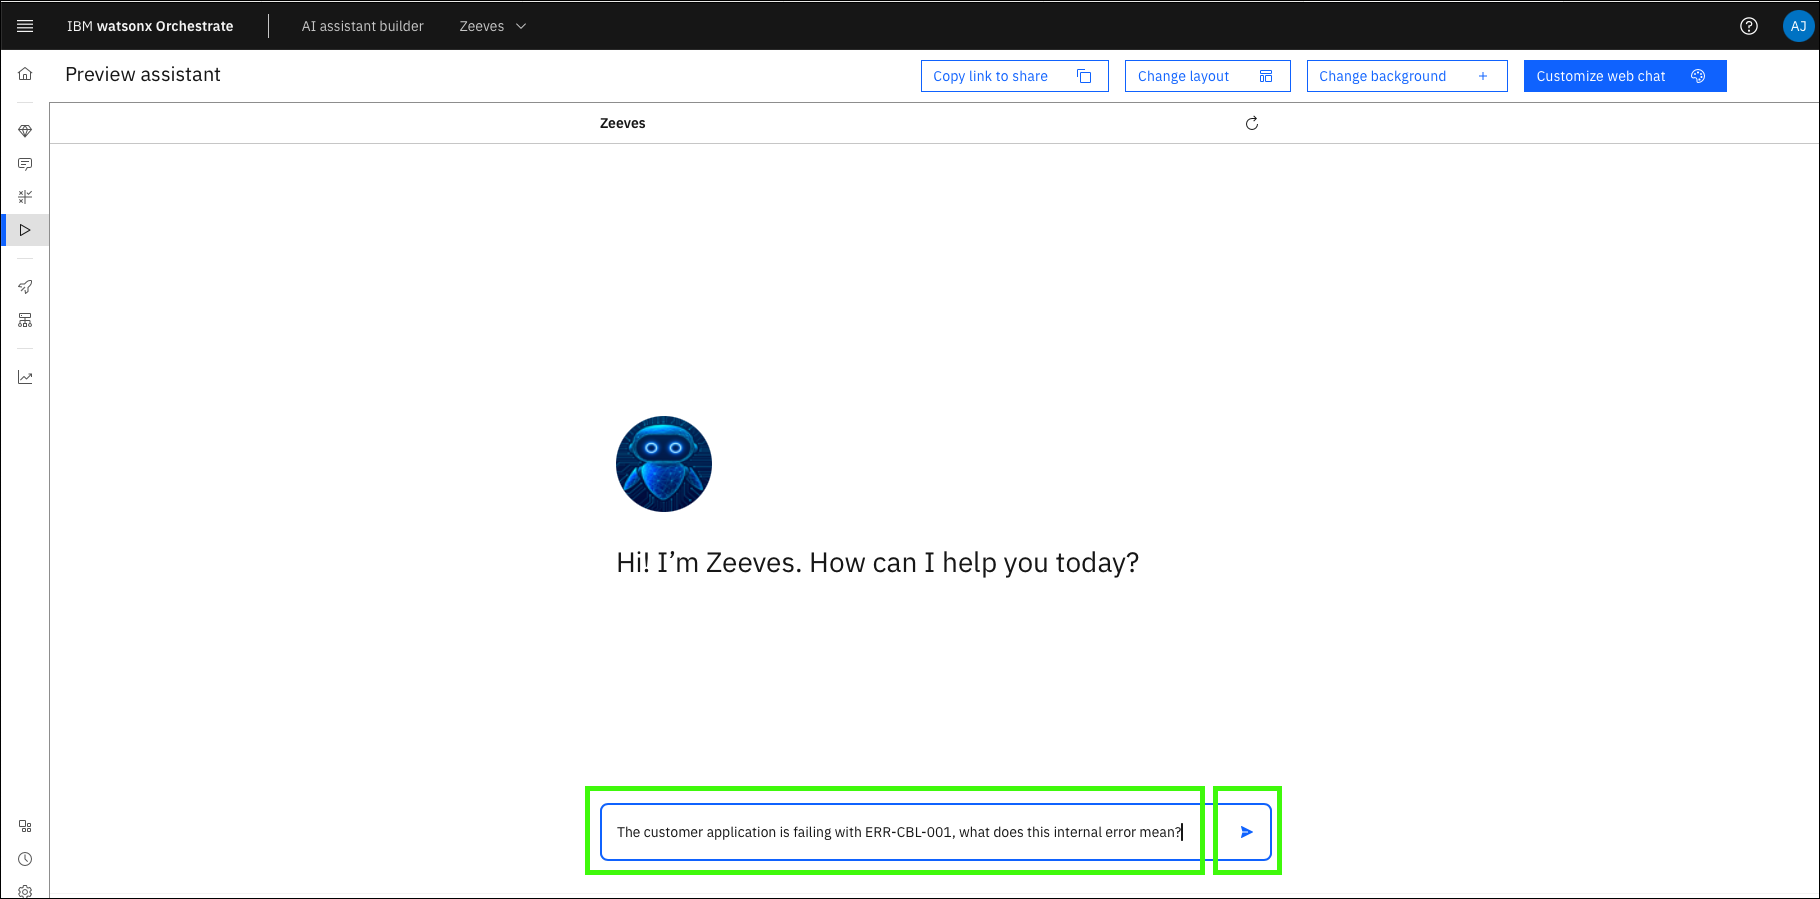 IBM watsonx Orchestrate
AI assistant builder
Zeeves
AJ
Preview assistant
Copy link to share
Change layout
Change background
Customize web chat
Zeeves
Hi! I’m Zeeves. How can I help you today?
The customer application is failing with ERR-CBL-001, what does this internal error mean?